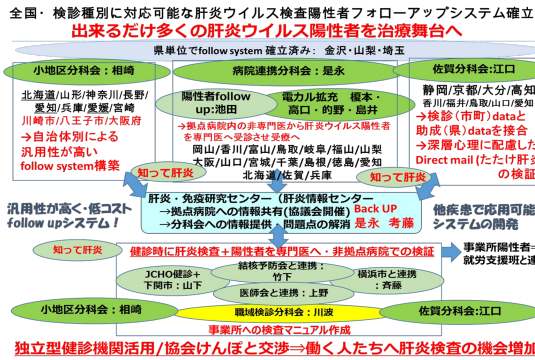 全国・ 検診種別に対応可能な肝炎ウイルス検査陽性者フォローアップシステム確立
出来るだけ多くの肝炎ウイルス陽性者を治療舞台へ
県単位でfollow system 確立済み: 金沢・山梨・埼玉
小地区分科会：相崎
北海道/山形/神奈川/長野/
愛知/兵庫/愛媛/宮崎
川崎市/八王子市/大阪府
→自治体別による
汎用性が高い
follow system構築
病院連携分科会：是永
陽性者follow
up:池田
電カル拡充 榎本・
高口・的野・島井
→拠点病院内の非専門医から肝炎ウイルス陽性者
を専門医へ受診させ受療へ
岡山/香川/富山/鳥取/岐阜/福山/山梨
大阪/山口/宮城/千葉/島根/徳島/愛知
北海道/佐賀/兵庫
佐賀分科会:江口
静岡/京都/大分/高知
香川/福井/鳥取/山口/愛知
→検診（市町)dataと
助成（県）dataを接合
→深層心理に配慮した
Direct mail (たたけ肝炎
の検証
知って肝炎
知って肝炎
汎用性が高く・低コスト
follow upシステム！
肝炎・免疫研究センター（肝炎情報センター
→拠点病院への情報共有(協議会開催)
→分科会への情報提供・問題点の解消
Back UP
是永 考藤
他疾患で応用可能
システムの開発
知って肝炎
健診時に肝炎検査＋陽性者を専門医へ・非拠点病院での検証
事業所陽性者⇒
就労支援班と連
JCHO健診＋
下関市：山下
結核予防会と連携：
竹下
横浜市と連携
：斉藤
医師会と連携：上野
小地区分科会：相崎
職域検診分科会：川波
佐賀分科会:江口
事業所への検査マニュアル作成
独立型健診機関活用/協会けんぽと交渉⇒働く人たちへ肝炎検査の機会増加